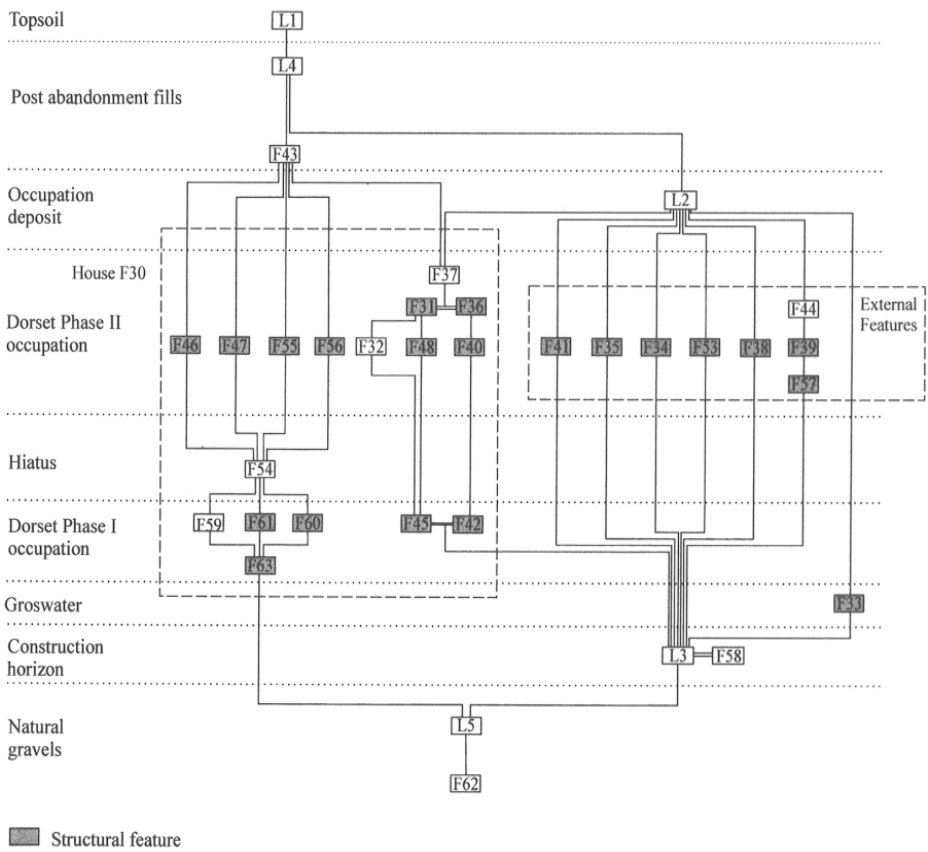 Topsoil
L1
L4
Post abandonment fills
F43
Occupation
deposit
L2
House F30
F37
F31 F36
F44
External
Features
Dorset Phase II
occupation
F46 F47 F55 F56 F32 F48 F40 F41 F35 F34 F53 F38 F39
F57
Hiatus
F54
Dorset Phase I
occupation
F59 F61 F60 F45 F42
F63
Groswater
F33
Construction
horizon
L3 F58
Natural
gravels
L5
F62
Structural feature